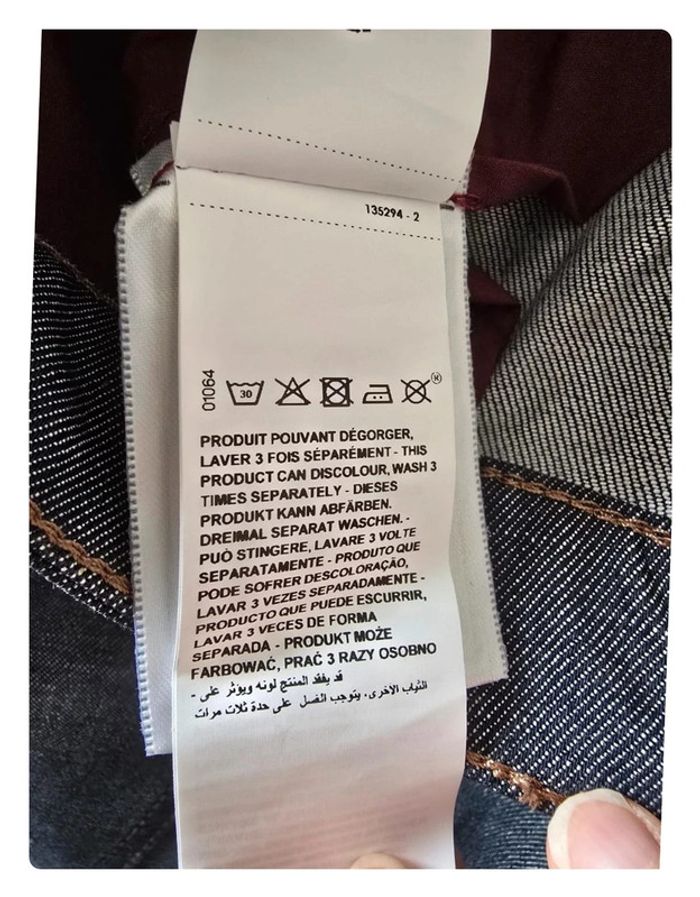 135294 - 2
01064
30
®
PRODUIT POUVANT DÉGORGER,
LAVER 3 FOIS SÉPARÉMENT - THIS
PRODUCT CAN DISCOLOUR, WASH 3
TIMES SEPARATELY - DIESES
PRODUKT KANN ABFÄRBEN.
DREIMAL SEPARAT WASCHEN. -
PUÒ STINGERE, LAVARE 3 VOLTE
SEPARATAMENTE - PRODUTO QUE
PODE SOFRER DESCOLORAÇÃO,
LAVAR 3 VEZES SEPARADAMENTE -
PRODUCTO QUE PUEDE ESCURRIR,
LAVAR 3 VECES DE FORMA
SEPARADA - PRODUKT MOŻE
FARBOWAĆ, PRAĆ 3 RAZY OSOBNO
- قد يفقد المنتج لونه ويؤثر على
الثياب الاخرى، يتوجب الغسل على حدة ثلاث مرات